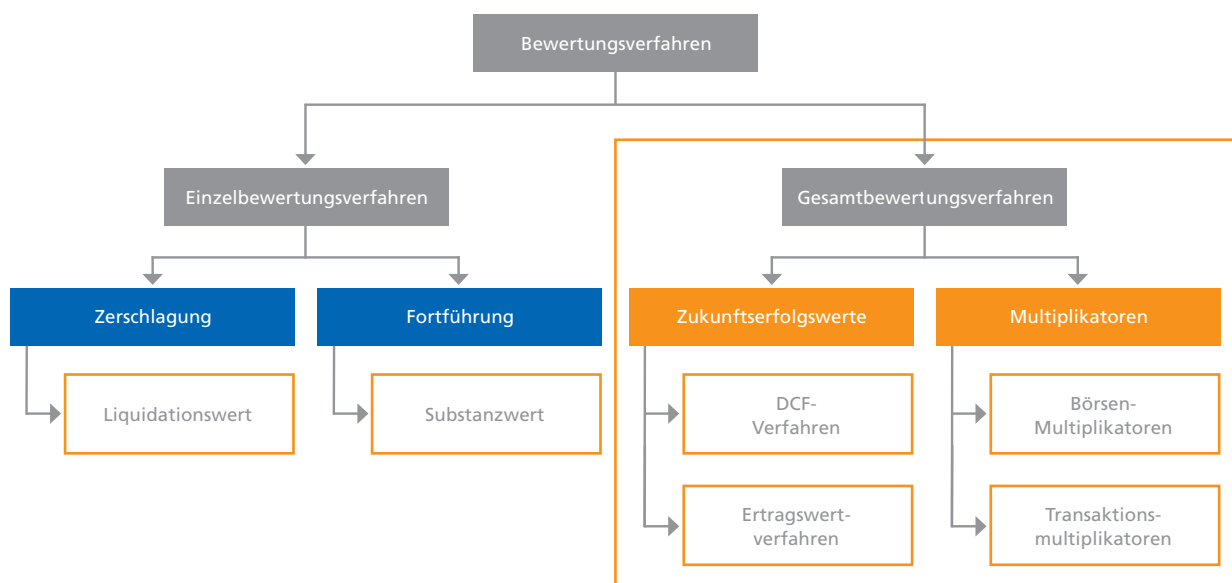 Bewertungsverfahren
Einzelbewertungsverfahren
Gesamtbewertungsverfahren
Zerschlagung
Fortführung
Zukunftserfolgswerte
Multiplikatoren
Liquidationswert
Substanzwert
DCF-
Verfahren
Börsen-
Multiplikatoren
Ertragswert-
verfahren
Transaktions-
multiplikatoren